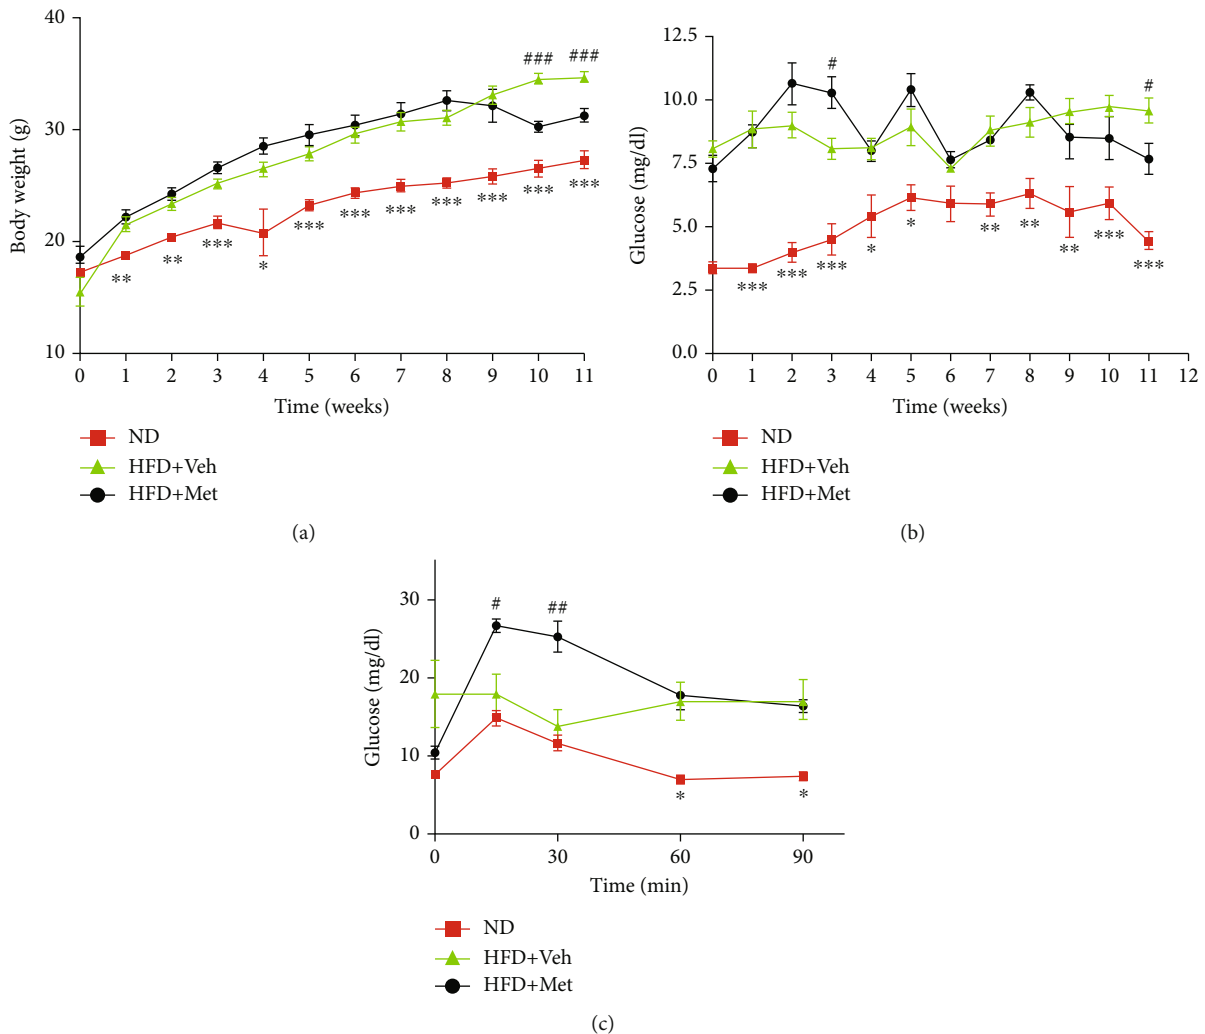 40
30
20
10
Body weight (g)
### ###
** ** *** * *** *** *** *** *** *** ***
0 1 2 3 4 5 6 7 8 9 10 11
Time (weeks)
ND
HFD+Veh
HFD+Met
(a)
12.5
10.0
7.5
5.0
2.5
0.0
Glucose (mg/dl)
# #
*** *** *** * * ** ** ** *** ***
0 1 2 3 4 5 6 7 8 9 10 11 12
Time (weeks)
ND
HFD+Veh
HFD+Met
(b)
30
20
10
0
Glucose (mg/dl)
# ##
* *
0 30 60 90
Time (min)
ND
HFD+Veh
HFD+Met
(c)